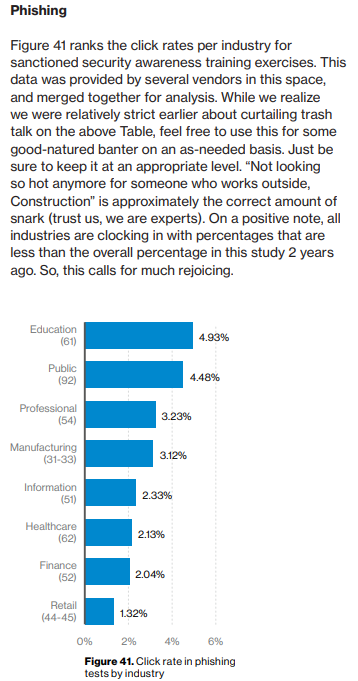 Phishing
Figure 41 ranks the click rates per industry for
sanctioned security awareness training exercises. This
data was provided by several vendors in this space,
and merged together for analysis. While we realize
we were relatively strict earlier about curtailing trash
talk on the above Table, feel free to use this for some
good-natured banter on an as-needed basis. Just be
sure to keep it at an appropriate level. “Not looking
so hot anymore for someone who works outside,
Construction” is approximately the correct amount of
snark (trust us, we are experts). On a positive note, all
industries are clocking in with percentages that are
less than the overall percentage in this study 2 years
ago. So, this calls for much rejoicing.
Education
(61)
4.93%
Public
(92)
4.48%
Professional
(54)
3.23%
Manufacturing
(31-33)
3.12%
Information
(51)
2.33%
Healthcare
(62)
2.13%
Finance
(52)
2.04%
Retail
(44-45)
1.32%
0% 2% 4% 6%
Figure 41. Click rate in phishing
tests by industry